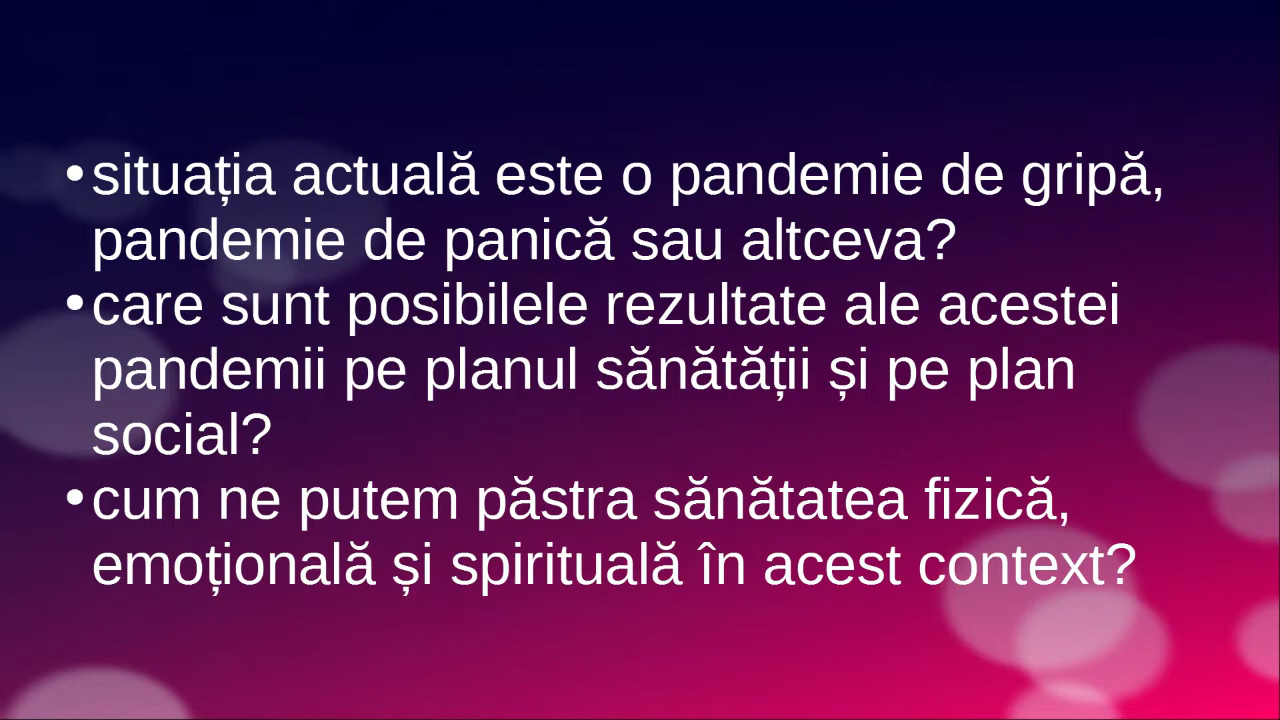 •situația actuală este o pandemie de gripă,
pandemie de panică sau altceva?
•care sunt posibilele rezultate ale acestei
pandemii pe planul sănătății și pe plan
social?
•cum ne putem păstra sănătatea fizică,
emoțională și spirituală în acest context?